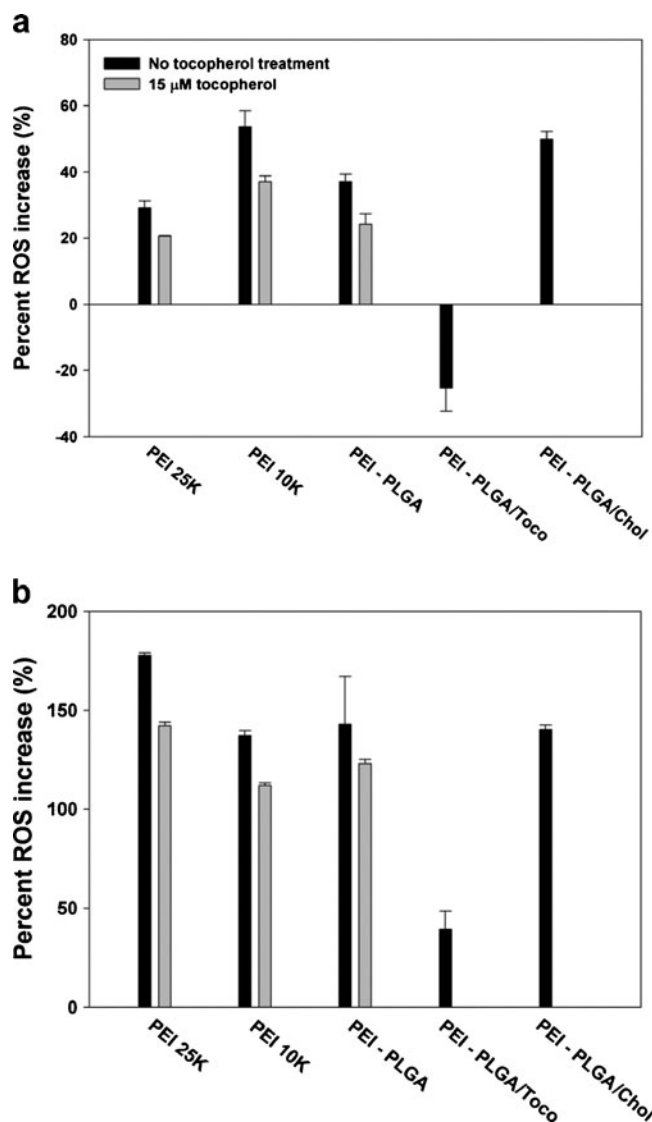 a
Percent ROS increase (%)
80
60
40
20
0
-20
-40
No tocopherol treatment
15 μM tocopherol
PEI 25K
PEI 10K
PEI - PLGA
PEI - PLGA/Toco
PEI - PLGA/Chol
b
Percent ROS increase (%)
200
150
100
50
0
PEI 25K
PEI 10K
PEI - PLGA
PEI - PLGA/Toco
PEI - PLGA/Chol